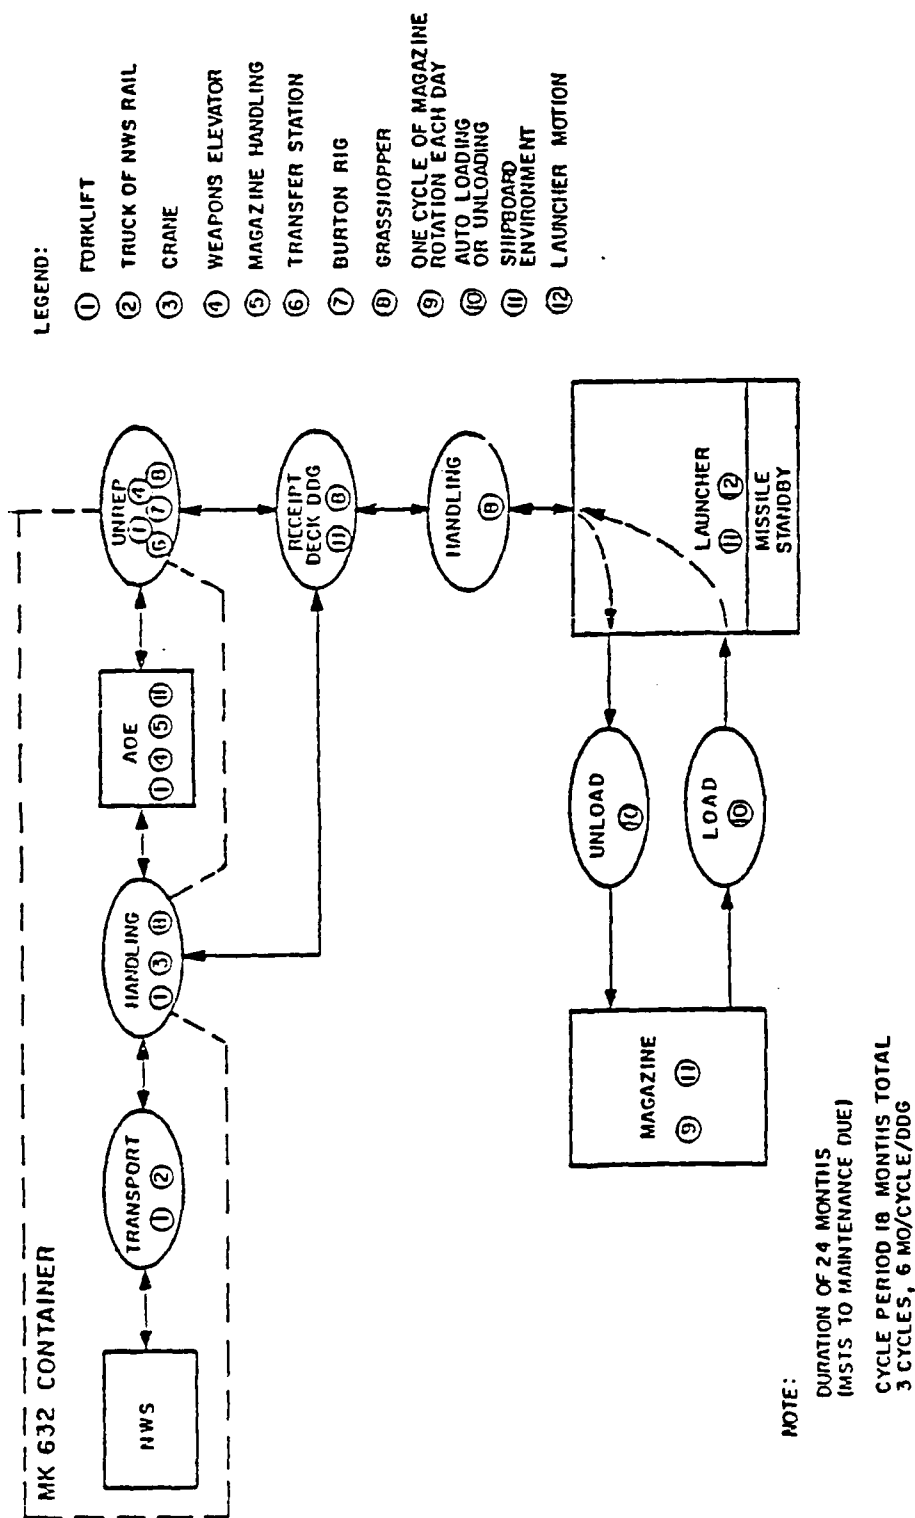 MK 632 CONTAINER
NWS
TRANSPORT
① ②
HANDLING
① ③ ⑧
AOE
① ④ ⑤ ⑪
UNREP
① ④
⑥ ⑦ ⑧
RECEIPT
DECK DDG
⑪ ⑧
HANDLING
⑧
LAUNCHER
⑪ ⑫
MISSILE
STANDBY
UNLOAD
⑩
LOAD
⑩
MAGAZINE
⑨ ⑪
LEGEND:
① FORKLIFT
② TRUCK OF NWS RAIL
③ CRANE
④ WEAPONS ELEVATOR
⑤ MAGAZINE HANDLING
⑥ TRANSFER STATION
⑦ BURTON RIG
⑧ GRASSHOPPER
⑨ ONE CYCLE OF MAGAZINE
ROTATION EACH DAY
⑩ AUTO LOADING
OR UNLOADING
⑪ SHIPBOARD
ENVIRONMENT
⑫ LAUNCHER MOTION
NOTE:
DURATION OF 24 MONTHS
(MSTS TO MAINTENANCE DUE)
CYCLE PERIOD 18 MONTHS TOTAL
3 CYCLES, 6 MO/CYCLE/DDG